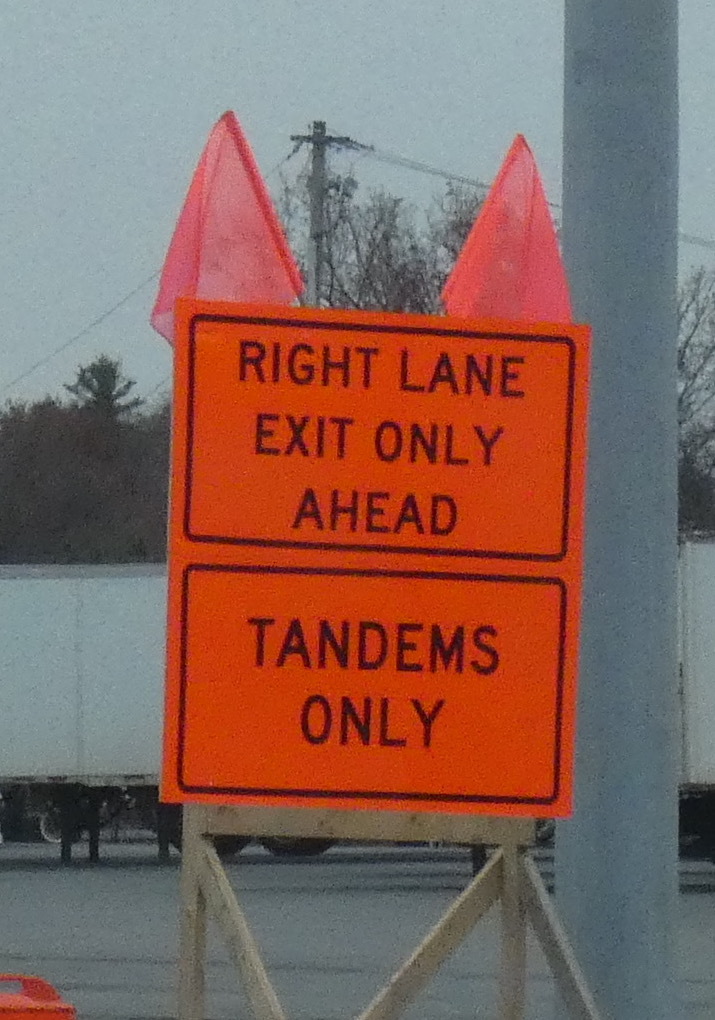 RIGHT LANE
EXIT ONLY
AHEAD
TANDEMS
ONLY